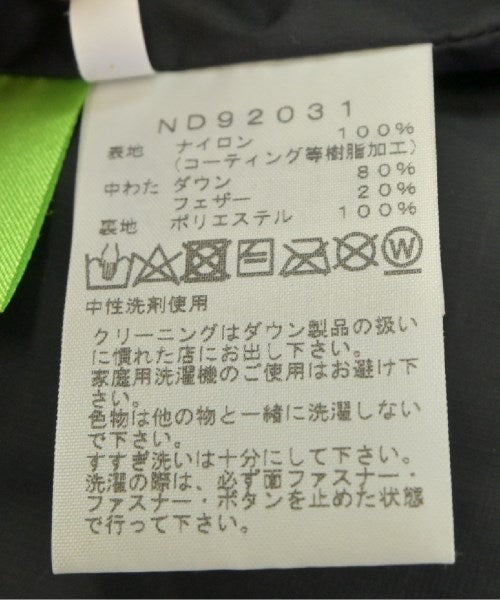 ND92031
表地 ナイロン 100%
(コーティング等樹脂加工)
中わた ダウン 80%
フェザー 20%
裏地 ポリエステル 100%
W
中性洗剤使用
クリーニングはダウン製品の扱い
に慣れた店にお出し下さい。
家庭用洗濯機のご使用はお避け下
さい。
色物は他の物と一緒に洗濯しない
で下さい。
すすぎ洗いは十分にして下さい。
洗濯の際は、必ず面ファスナー・
ファスナー・ボタンを止めた状態
で行って下さい。